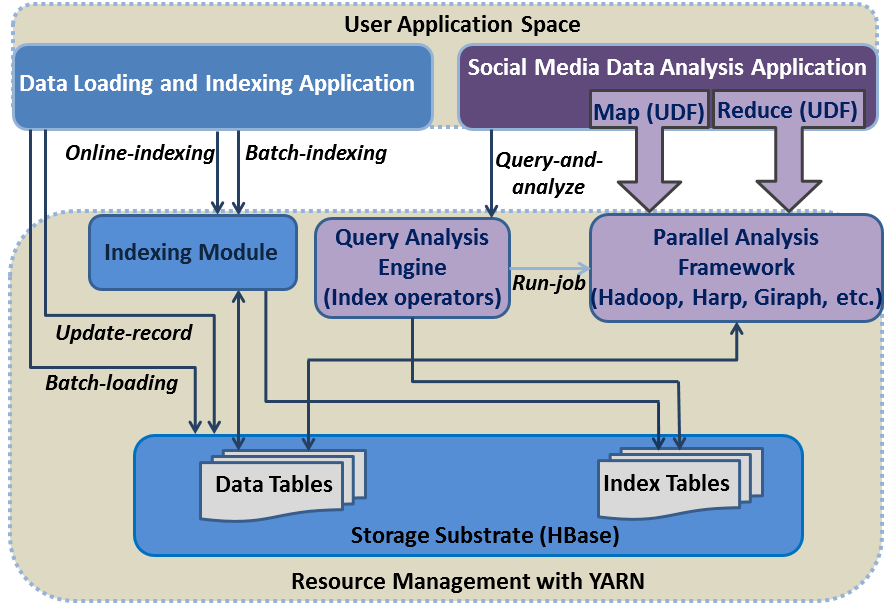 User Application Space
Data Loading and Indexing Application
Social Media Data Analysis Application
Map (UDF)
Reduce (UDF)
Online-indexing
Batch-indexing
Query-and-
analyze
Indexing Module
Query Analysis
Engine
(Index operators)
Run-job
Parallel Analysis
Framework
(Hadoop, Harp, Giraph, etc.)
Update-record
Batch-loading
Data Tables
Index Tables
Storage Substrate (HBase)
Resource Management with YARN